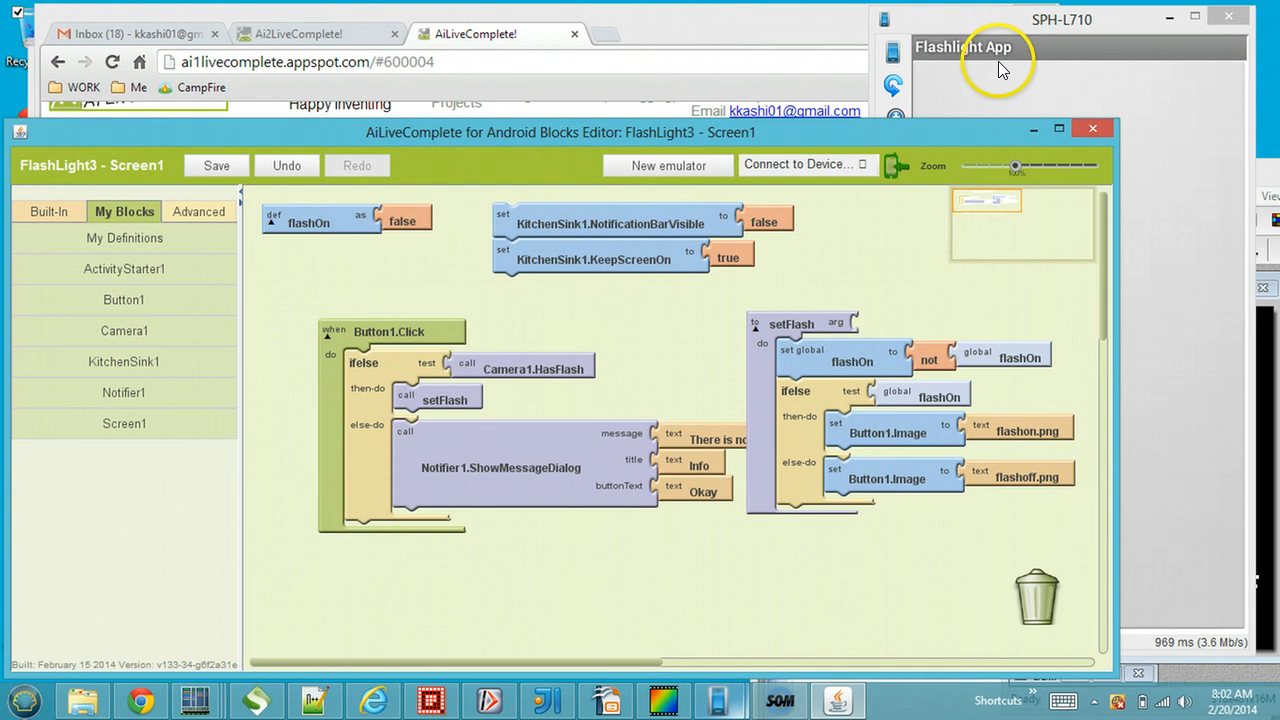 SPH-L710
Inbox (18) - kkashi01@gm
Ai2LiveComplete!
AiLiveComplete!
Flashlight App
ai1livecomplete.appspot.com/#600004
WORK
Me
CampFire
Happy Inventing
Projects
Email kkashi01@gmail.com
AiLiveComplete for Android Blocks Editor: FlashLight3 - Screen1
FlashLight3 - Screen1
Save
Undo
Redo
New emulator
Connect to Device...
Zoom
100%
Built-In
My Blocks
Advanced
My Definitions
ActivityStarter1
Button1
Camera1
KitchenSink1
Notifier1
Screen1
def flashOn as false
set KitchenSink1.NotificationBarVisible to false
set KitchenSink1.KeepScreenOn to true
when Button1.Click
do ifelse test call Camera1.HasFlash
then-do call setFlash
else-do call Notifier1.ShowMessageDialog
message text There is no
title text Info
buttonText text Okay
to setFlash arg
do set global flashOn to not global flashOn
ifelse test global flashOn
then-do set Button1.Image to text flashon.png
else-do set Button1.Image to text flashoff.png
969 ms (3.6 Mb/s)
Built: February 15 2014 Version: v133-34-g6f2a31e
SOM
Shortcuts
Ready
8:02 AM
2/20/2014